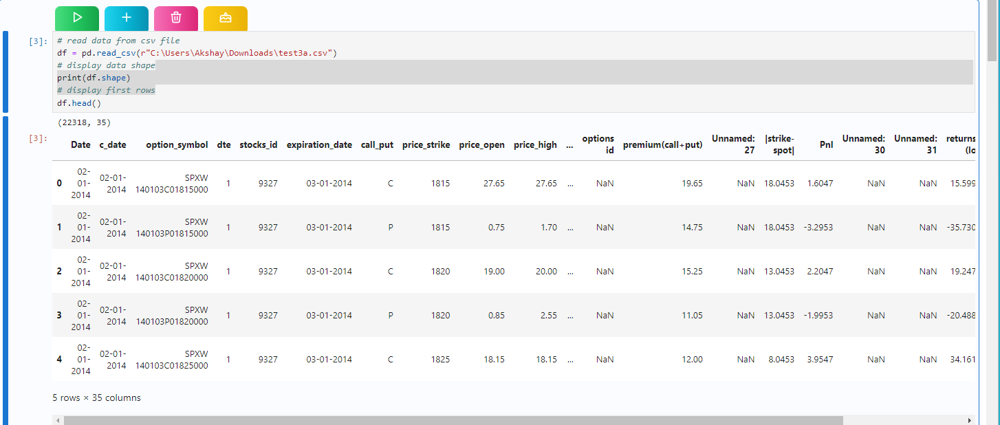 [3]:
# read data from csv file
df = pd.read_csv(r"C:\Users\Akshay\Downloads\test3a.csv")
# display data shape
print(df.shape)
# display first rows
df.head()
(22318, 35)
[3]:
Date c_date option_symbol dte stocks_id expiration_date call_put price_strike price_open price_high ... options id premium(call+put) Unnamed: 27 |strike-spot| Pnl Unnamed: 30 Unnamed: 31 returns (lo
0 02-01-2014 02-01-2014 SPXW 140103C01815000 1 9327 03-01-2014 C 1815 27.65 27.65 ... NaN 19.65 NaN 18.0453 1.6047 NaN NaN 15.599
1 02-01-2014 02-01-2014 SPXW 140103P01815000 1 9327 03-01-2014 P 1815 0.75 1.70 ... NaN 14.75 NaN 18.0453 -3.2953 NaN NaN -35.730
2 02-01-2014 02-01-2014 SPXW 140103C01820000 1 9327 03-01-2014 C 1820 19.00 20.00 ... NaN 15.25 NaN 13.0453 2.2047 NaN NaN 19.247
3 02-01-2014 02-01-2014 SPXW 140103P01820000 1 9327 03-01-2014 P 1820 0.85 2.55 ... NaN 11.05 NaN 13.0453 -1.9953 NaN NaN -20.488
4 02-01-2014 02-01-2014 SPXW 140103C01825000 1 9327 03-01-2014 C 1825 18.15 18.15 ... NaN 12.00 NaN 8.0453 3.9547 NaN NaN 34.161
5 rows × 35 columns